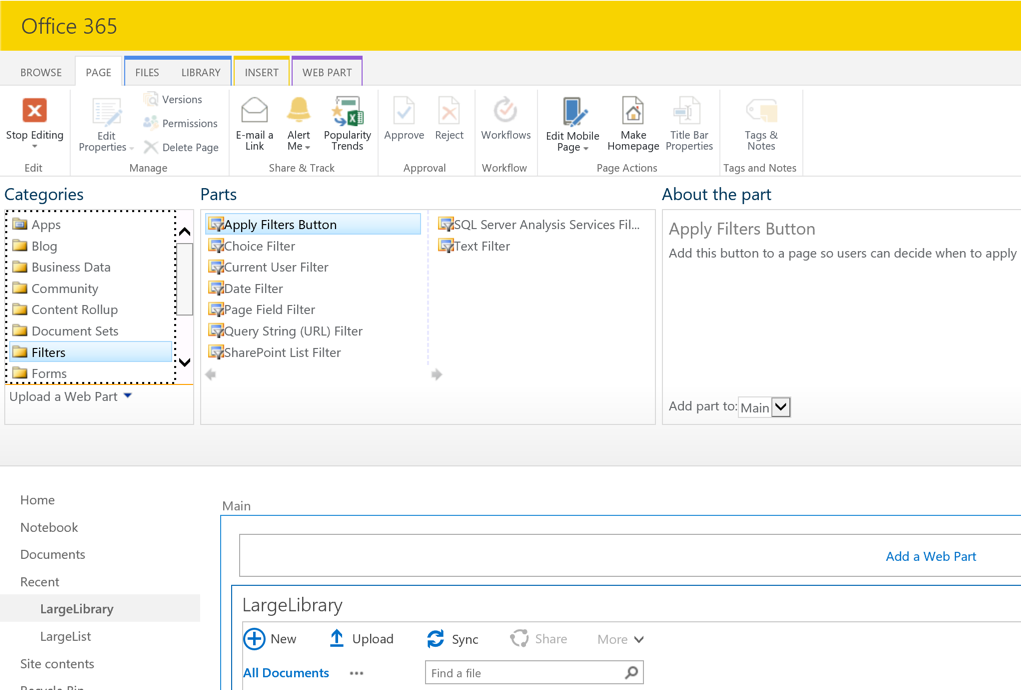 Office 365
BROWSE PAGE FILES LIBRARY INSERT WEB PART
Stop Editing
Edit
Edit Properties
Versions
Permissions
Delete Page
Manage
E-mail a Link
Alert Me
Popularity Trends
Share & Track
Approve
Reject
Approval
Workflows
Workflow
Edit Mobile Page
Make Homepage
Title Bar Properties
Page Actions
Tags & Notes
Tags and Notes
Categories
Apps
Blog
Business Data
Community
Content Rollup
Document Sets
Filters
Forms
Upload a Web Part
Parts
Apply Filters Button
Choice Filter
Current User Filter
Date Filter
Page Field Filter
Query String (URL) Filter
SharePoint List Filter
SQL Server Analysis Services Fil...
Text Filter
About the part
Apply Filters Button
Add this button to a page so users can decide when to apply
Add part to: Main
Home
Notebook
Documents
Recent
LargeLibrary
LargeList
Site contents
Recycle Bin
Main
Add a Web Part
LargeLibrary
New Upload Sync Share More
All Documents ... Find a file